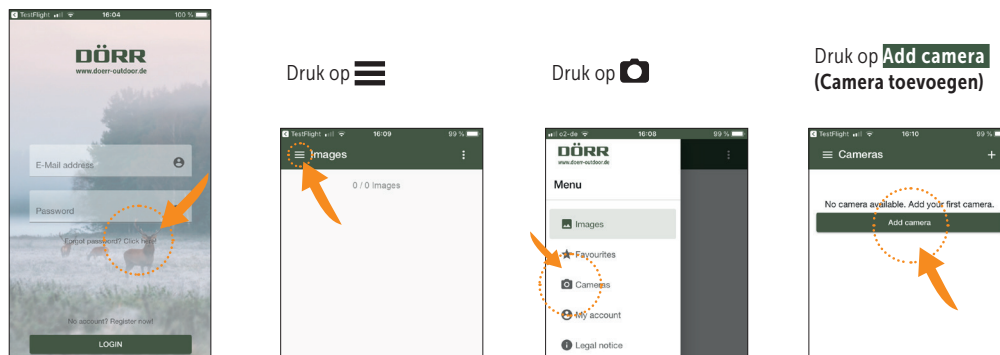 TestFlight 16:04 100 %
DÖRR
www.doerr-outdoor.de
E-Mail address
Password
Forgot password? Click here!
No account? Register now!
LOGIN
Druk op
TestFlight 16:09 99 %
Images
0 / 0 Images
Druk op
o2-de 16:08 99 %
DÖRR
www.doerr-outdoor.de
Menu
Images
Favourites
Cameras
My account
Legal notice
Druk op Add camera
(Camera toevoegen)
TestFlight 16:10 99 %
Cameras
No camera available. Add your first camera.
Add camera